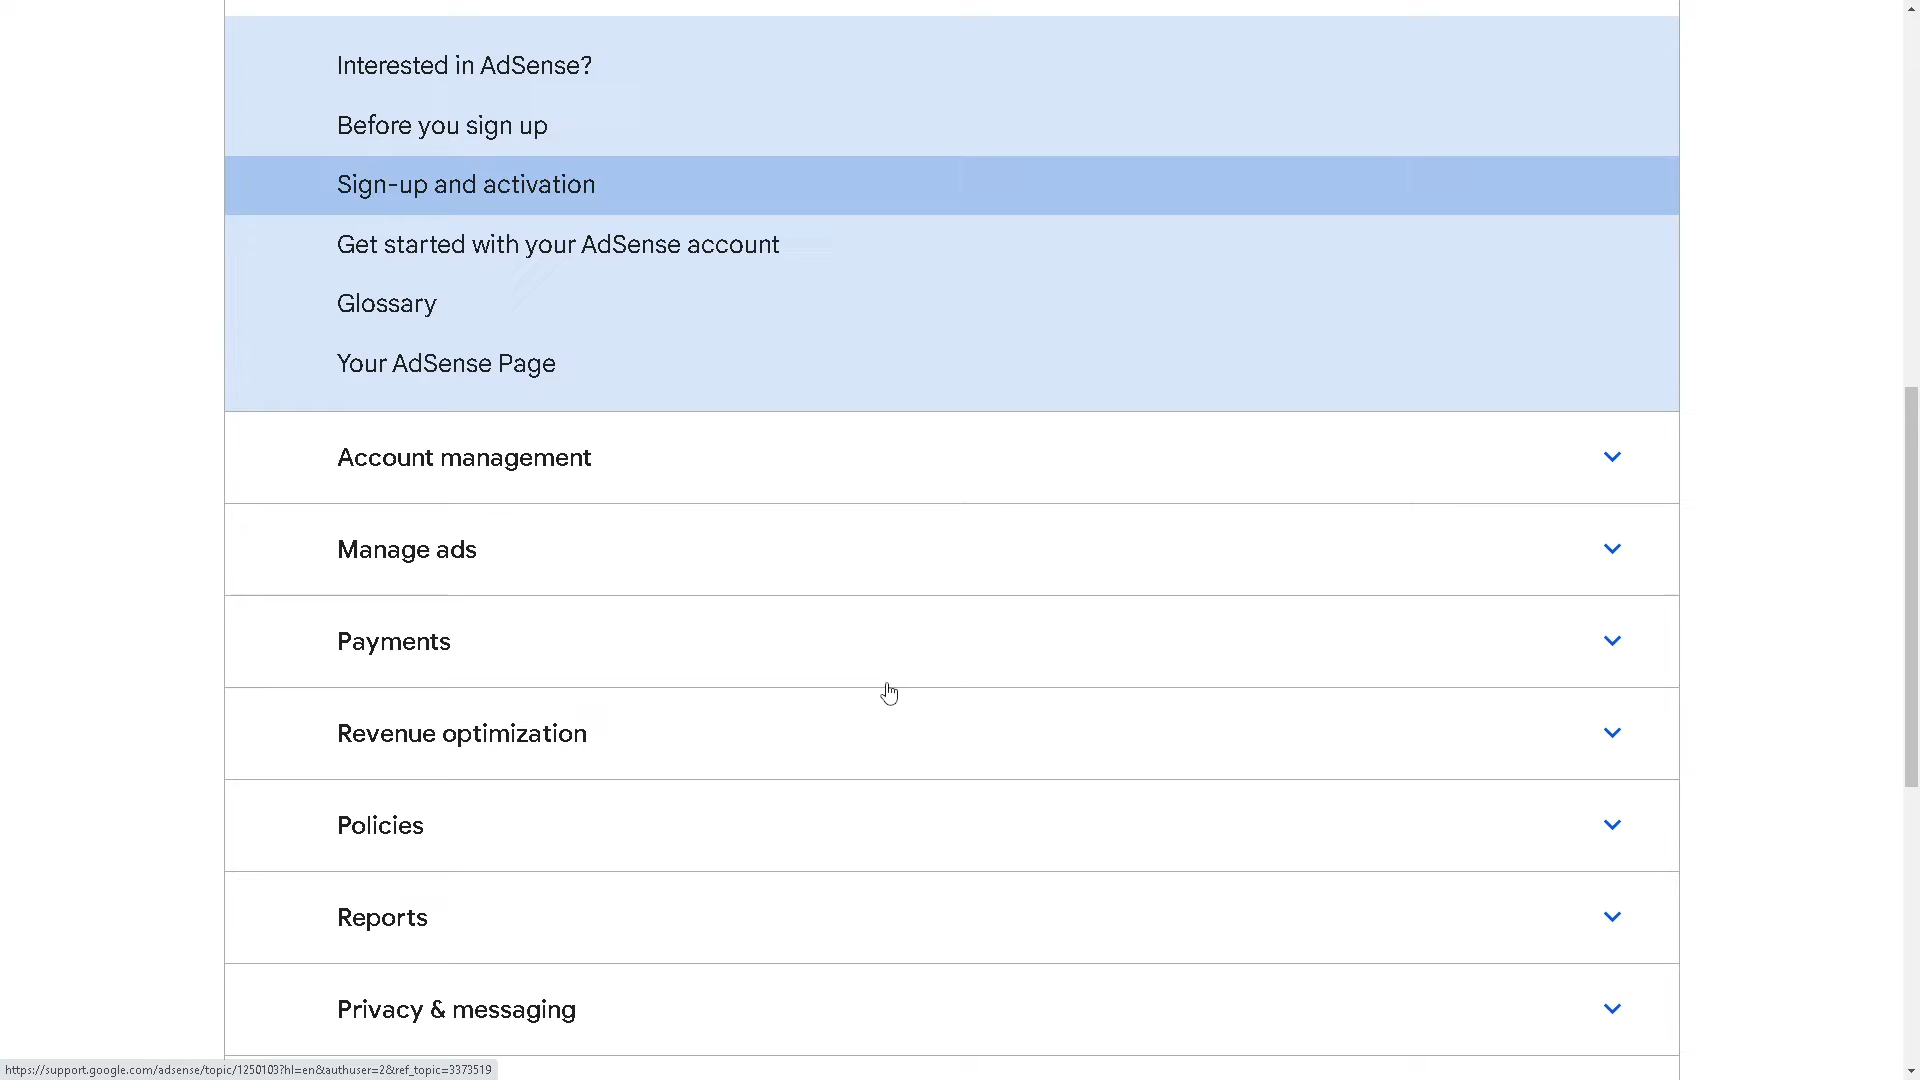 Interested in AdSense?
Before you sign up
Sign-up and activation
Get started with your AdSense account
Glossary
Your AdSense Page
Account management
Manage ads
Payments
Revenue optimization
Policies
Reports
Privacy & messaging
https://support.google.com/adsense/topic/1250103?hl=en&authuser=2&ref_topic=3373519